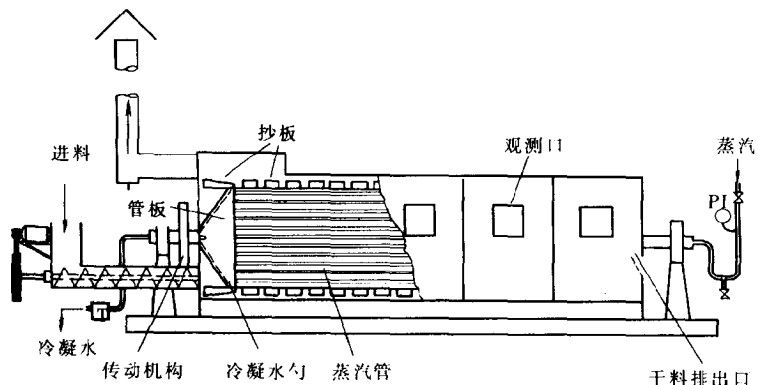 进料
抄板
观测口
蒸汽
PI
管板
冷凝水
传动机构
冷凝水勺
蒸汽管
干料排出口